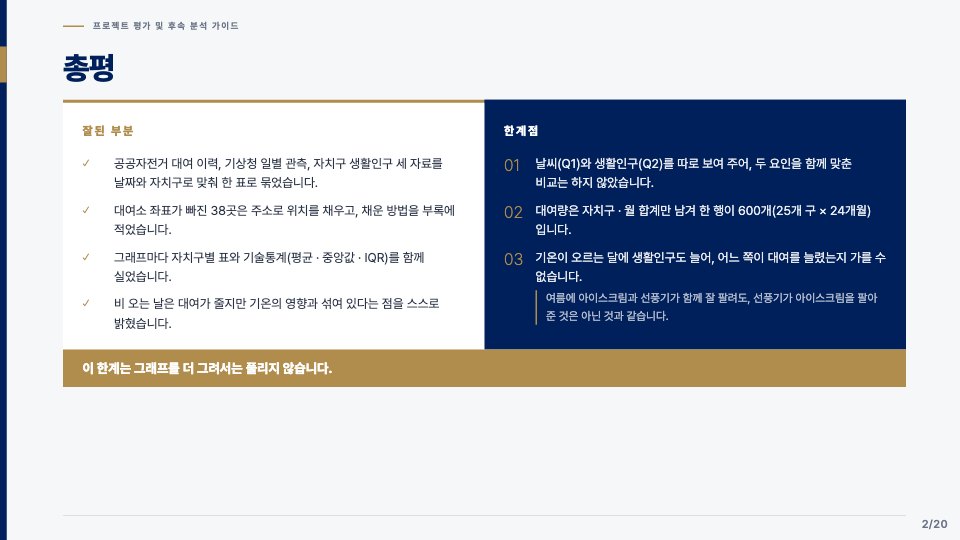 프로젝트 평가 및 후속 분석 가이드
총평
잘된 부분
✓ 공공자전거 대여 이력, 기상청 일별 관측, 자치구 생활인구 세 자료를
날짜와 자치구로 맞춰 한 표로 묶었습니다.
✓ 대여소 좌표가 빠진 38곳은 주소로 위치를 채우고, 채운 방법을 부록에
적었습니다.
✓ 그래프마다 자치구별 표와 기술통계(평균 · 중앙값 · IQR)를 함께
실었습니다.
✓ 비 오는 날은 대여가 줄지만 기온의 영향과 섞여 있다는 점을 스스로
밝혔습니다.
한계점
01 날씨(Q1)와 생활인구(Q2)를 따로 보여 주어, 두 요인을 함께 맞춘
비교는 하지 않았습니다.
02 대여량은 자치구 · 월 합계만 남겨 한 행이 600개(25개 구 × 24개월)
입니다.
03 기온이 오르는 달에 생활인구도 늘어, 어느 쪽이 대여를 늘렸는지 가를 수
없습니다.
여름에 아이스크림과 선풍기가 함께 잘 팔려도, 선풍기가 아이스크림을 팔아
준 것은 아닌 것과 같습니다.
이 한계는 그래프를 더 그려서는 풀리지 않습니다.
2/20